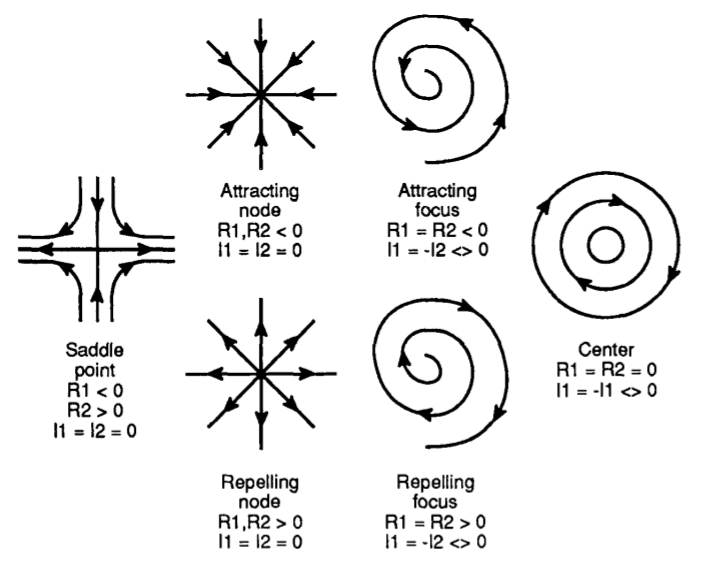 Attracting
node
R1,R2 < 0
I1 = I2 = 0
Attracting
focus
R1 = R2 < 0
I1 = -I2 <> 0
Saddle
point
R1 < 0
R2 > 0
I1 = I2 = 0
Center
R1 = R2 = 0
I1 = -I1 <> 0
Repelling
node
R1,R2 > 0
I1 = I2 = 0
Repelling
focus
R1 = R2 > 0
I1 = -I2 <> 0